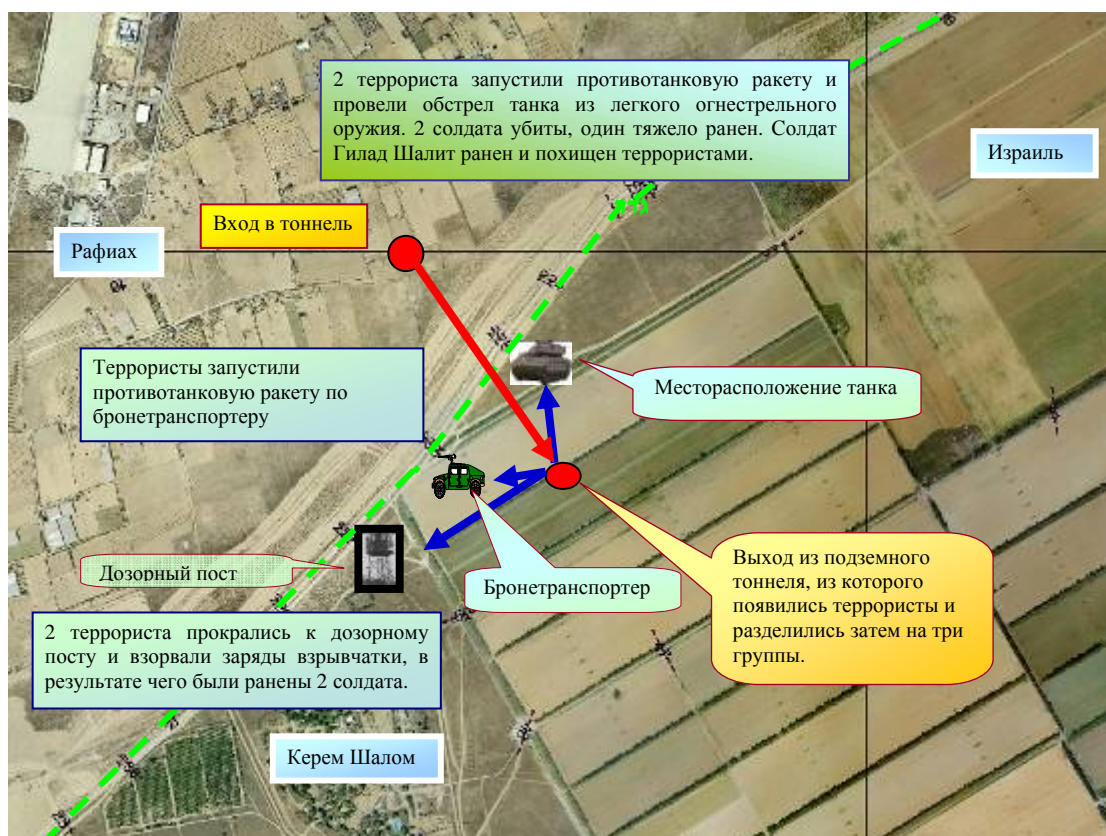 2 террориста запустили противотанковую ракету и
провели обстрел танка из легкого огнестрельного
оружия. 2 солдата убиты, один тяжело ранен. Солдат
Гилад Шалит ранен и похищен террористами.
Израиль
Вход в тоннель
Рафиах
Террористы запустили
противотанковую ракету по
бронетранспортеру
Месторасположение танка
Дозорный пост
Бронетранспортер
Выход из подземного
тоннеля, из которого
появились террористы и
разделились затем на три
группы.
2 террориста прокрались к дозорному
посту и взорвали заряды взрывчатки, в
результате чего были ранены 2 солдата.
Керем Шалом